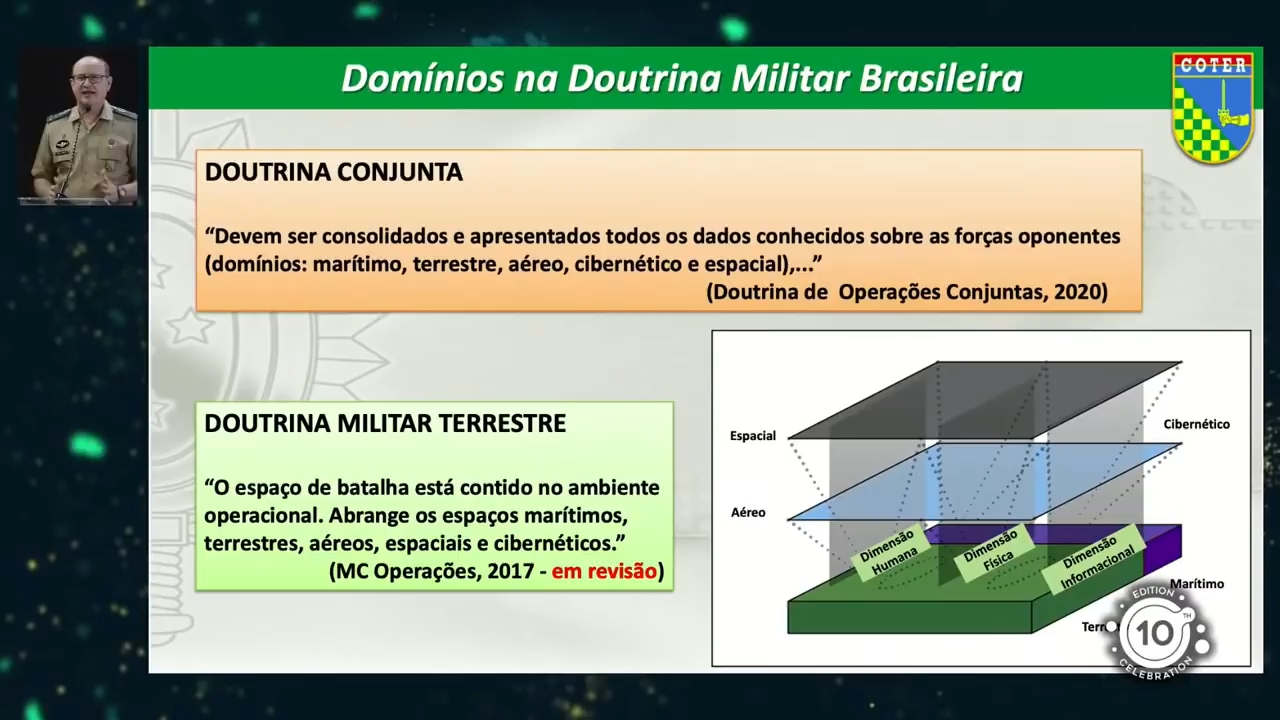 Domínios na Doutrina Militar Brasileira
COTER
DOUTRINA CONJUNTA
“Devem ser consolidados e apresentados todos os dados conhecidos sobre as forças oponentes
(domínios: marítimo, terrestre, aéreo, cibernético e espacial),...”
(Doutrina de Operações Conjuntas, 2020)
DOUTRINA MILITAR TERRESTRE
“O espaço de batalha está contido no ambiente
operacional. Abrange os espaços marítimos,
terrestres, aéreos, espaciais e cibernéticos.”
(MC Operações, 2017 - em revisão)
Cibernético
Espacial
Aéreo
Dimensão
Humana
Dimensão
Física
Dimensão
Informacional
Marítimo
EDITION
10TH
CELEBRATION